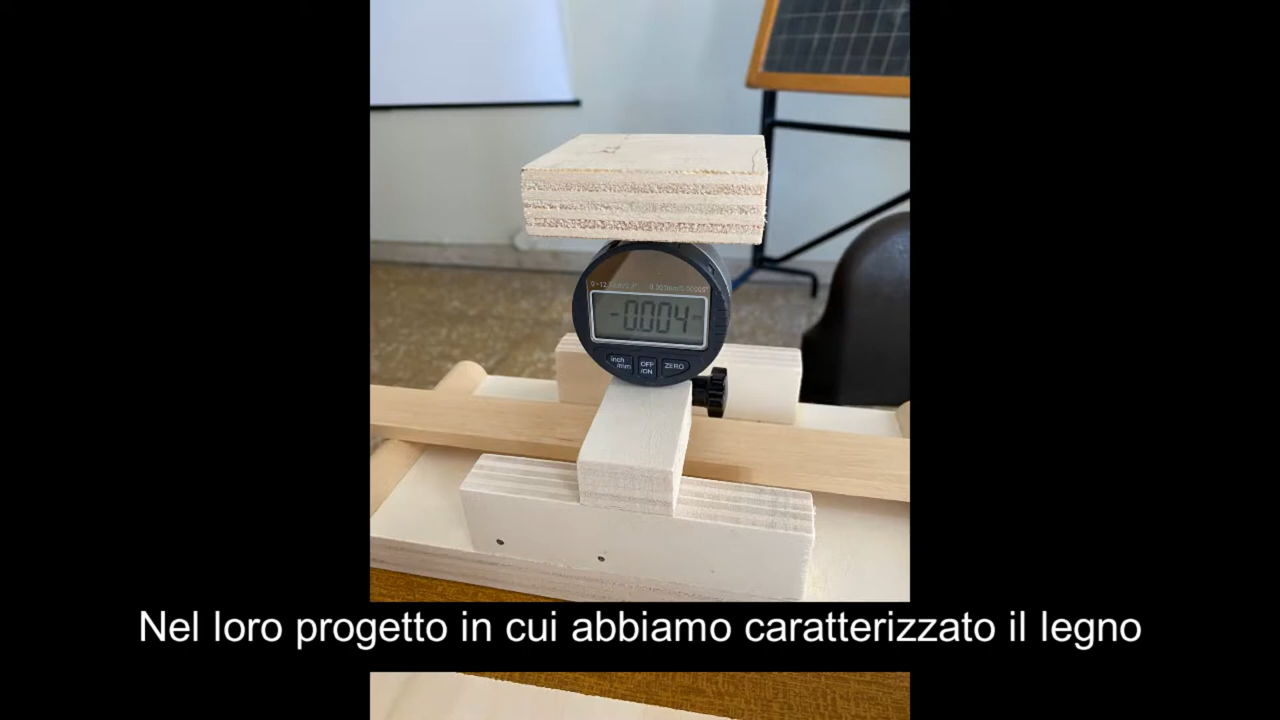 -0.004
Inch
/mm
OFF
/ON
ZERO
Nel loro progetto in cui abbiamo caratterizzato il legno